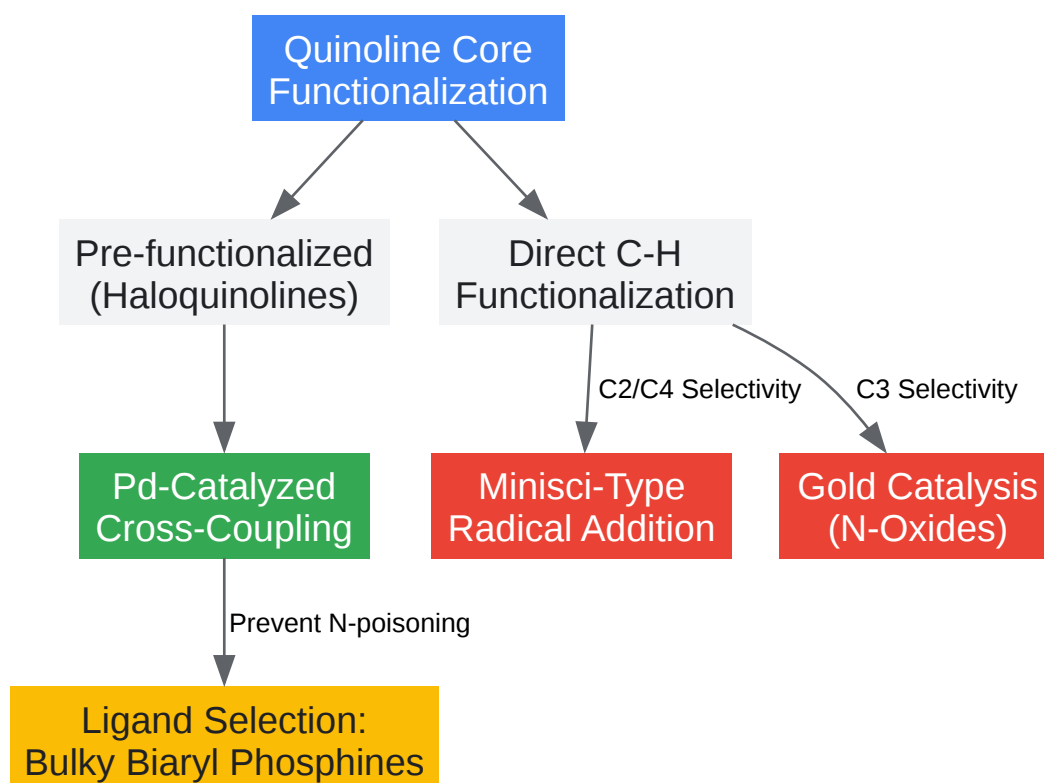 Quinoline Core
Functionalization
Pre-functionalized
(Haloquinolines)
Direct C-H
Functionalization
C2/C4 Selectivity
C3 Selectivity
Pd-Catalyzed
Cross-Coupling
Minisci-Type
Radical Addition
Gold Catalysis
(N-Oxides)
Prevent N-poisoning
Ligand Selection:
Bulky Biaryl Phosphines